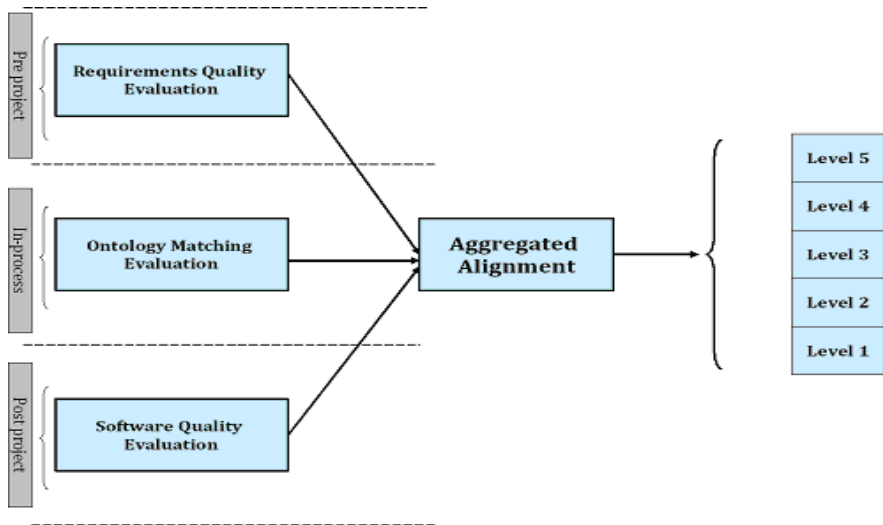 Pre project
Requirements Quality
Evaluation
In-process
Ontology Matching
Evaluation
Post project
Software Quality
Evaluation
Aggregated
Alignment
Level 5
Level 4
Level 3
Level 2
Level 1